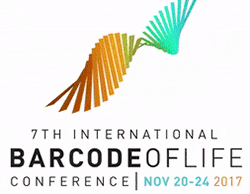 7TH INTERNATIONAL
BARCODEOFLIFE
CONFERENCE | NOV 20-24 2017